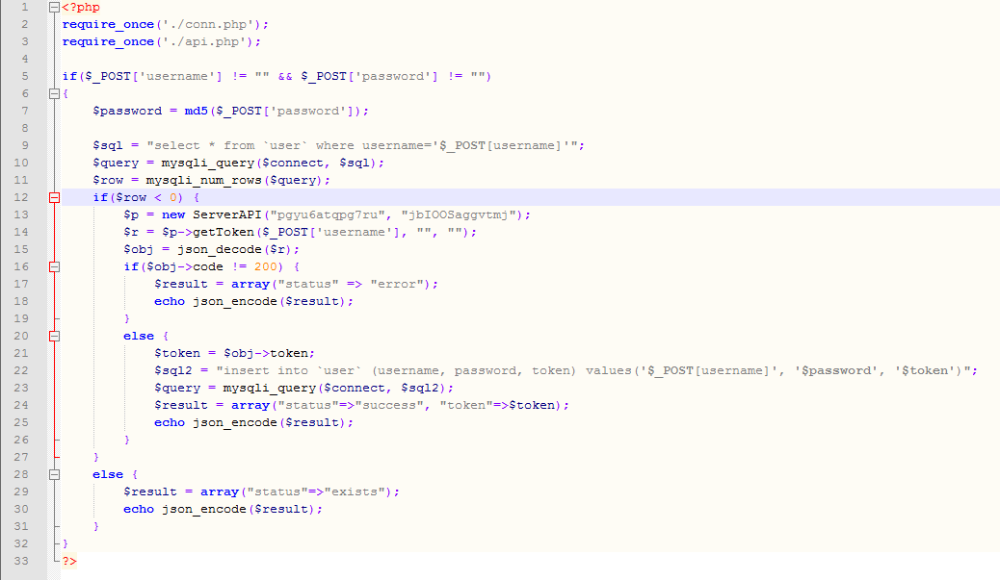 1 <?php
2 require_once('./conn.php');
3 require_once('./api.php');
4
5 if($_POST['username'] != "" && $_POST['password'] != "")
6 {
7     $password = md5($_POST['password']);
8
9     $sql = "select * from `user` where username='$_POST[username]'";
10     $query = mysqli_query($connect, $sql);
11     $row = mysqli_num_rows($query);
12     if($row < 0) {
13         $p = new ServerAPI("pgyu6atqpg7ru", "jbIOOSaggvtmj");
14         $r = $p->getToken($_POST['username'], "", "");
15         $obj = json_decode($r);
16         if($obj->code != 200) {
17             $result = array("status" => "error");
18             echo json_encode($result);
19         }
20         else {
21             $token = $obj->token;
22             $sql2 = "insert into `user` (username, password, token) values('$_POST[username]', '$password', '$token')";
23             $query = mysqli_query($connect, $sql2);
24             $result = array("status"=>"success", "token"=>$token);
25             echo json_encode($result);
26         }
27     }
28     else {
29         $result = array("status"=>"exists");
30         echo json_encode($result);
31     }
32 }
33 ?>